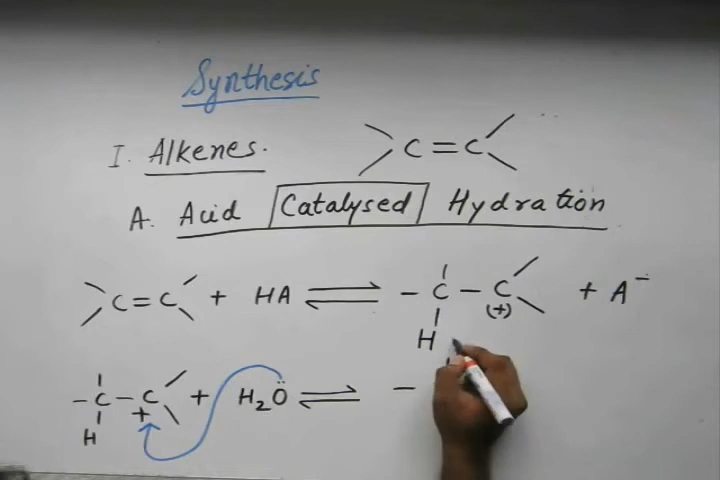 Synthesis
I. Alkenes.
C=C
A. Acid Catalysed Hydration
C=C + HA ⇌ -C-C(+) + A⁻
H
-C-C+ + H₂Ö ⇌ -
H